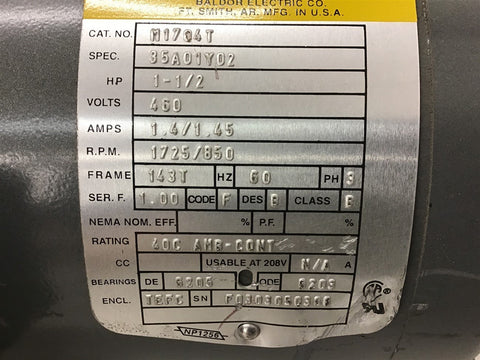 BALDOR ELECTRIC CO.
FT. SMITH, AR. MFG. IN U.S.A.
CAT. NO. M1704T
SPEC. 35A01Y02
HP 1-1/2
VOLTS 460
AMPS 1.4/1.45
R.P.M. 1725/850
FRAME 143T HZ 60 PH 3
SER. F. 1.00 CODE F DES B CLASS B
NEMA NOM. EFF. % P.F. %
RATING 40C AMB-CONT
CC USABLE AT 208V N/A A
BEARINGS DE 6205 ODE 6203
ENCL. TEFC SN
NP1256